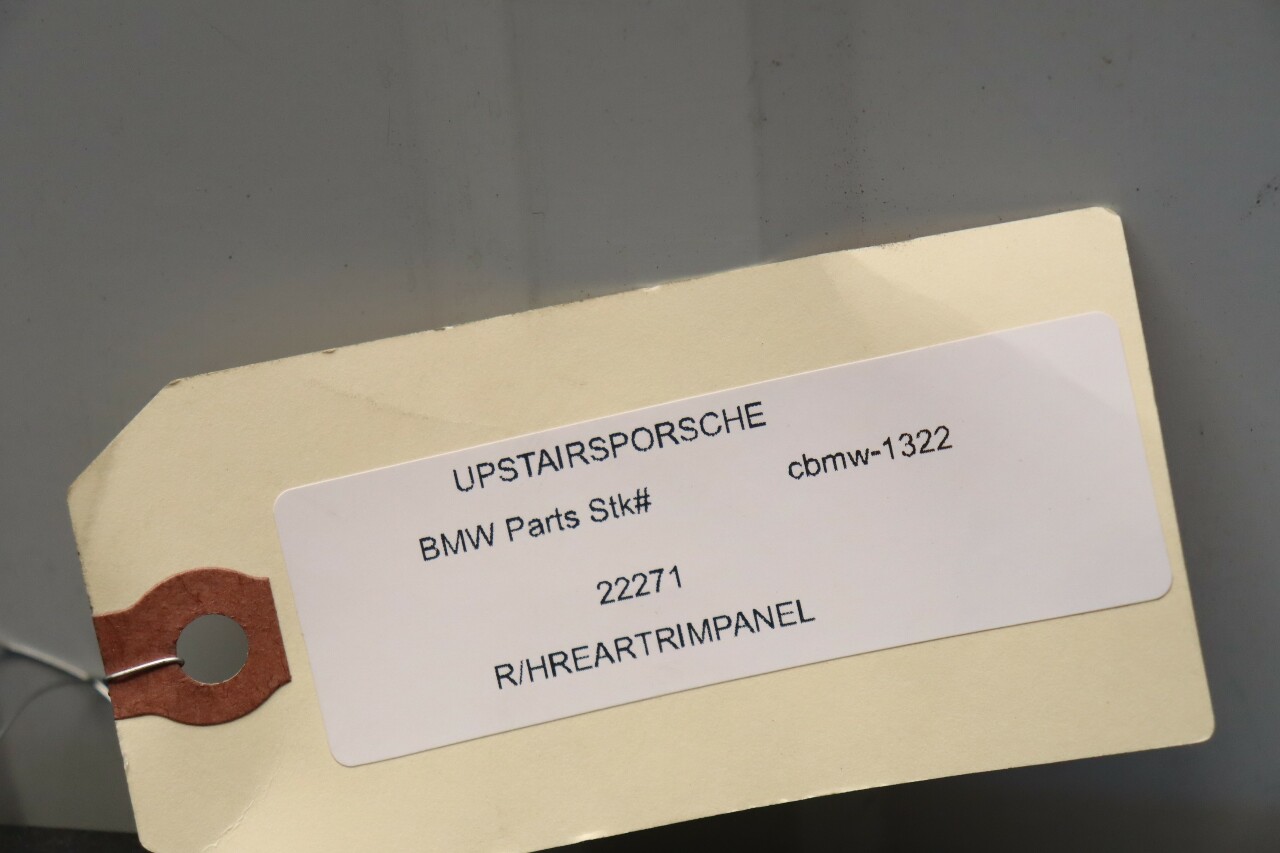 UPSTAIRSPORSCHE
BMW Parts Stk# cbmw-1322
22271
R/HREARTRIMPANEL